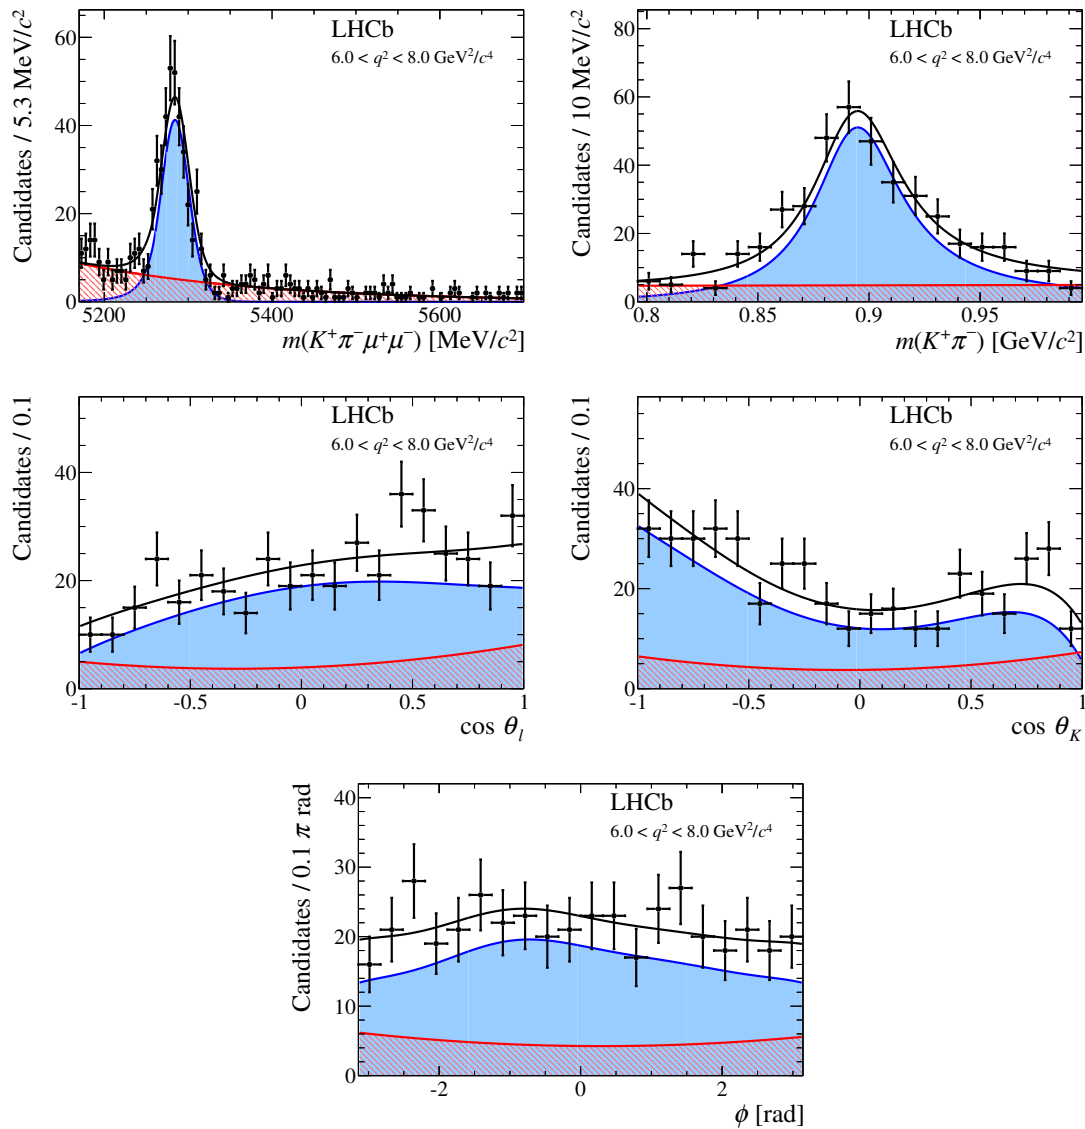 LHCb
6.0 < q² < 8.0 GeV²/c⁴
Candidates / 5.3 MeV/c²
60
40
20
0
5200 5400 5600
m(K⁺π⁻μ⁺μ⁻) [MeV/c²]
LHCb
6.0 < q² < 8.0 GeV²/c⁴
Candidates / 10 MeV/c²
80
60
40
20
0
0.8 0.85 0.9 0.95
m(K⁺π⁻) [GeV/c²]
LHCb
6.0 < q² < 8.0 GeV²/c⁴
Candidates / 0.1
40
20
0
-1 -0.5 0 0.5 1
cos θ_l
LHCb
6.0 < q² < 8.0 GeV²/c⁴
Candidates / 0.1
40
20
0
-1 -0.5 0 0.5 1
cos θ_K
LHCb
6.0 < q² < 8.0 GeV²/c⁴
Candidates / 0.1 π rad
40
30
20
10
0
-2 0 2
ϕ [rad]